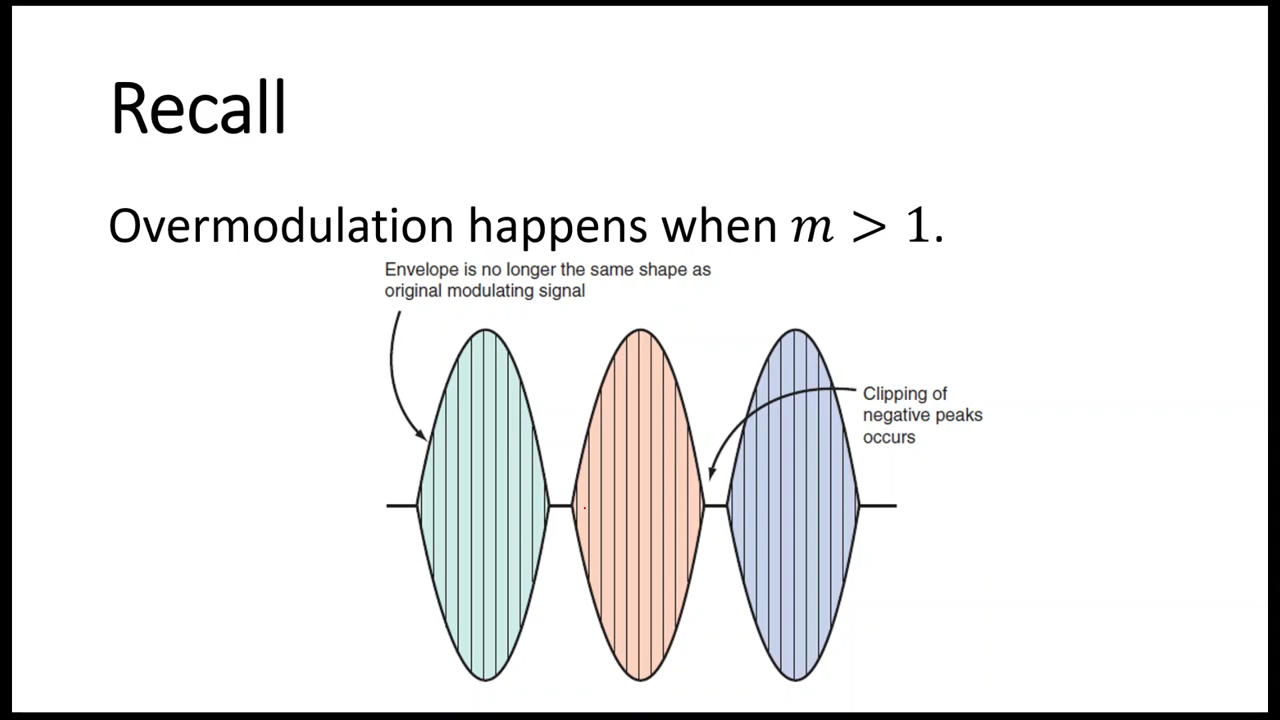 Recall
Overmodulation happens when 𝑚 > 1.
Envelope is no longer the same shape as
original modulating signal
Clipping of
negative peaks
occurs